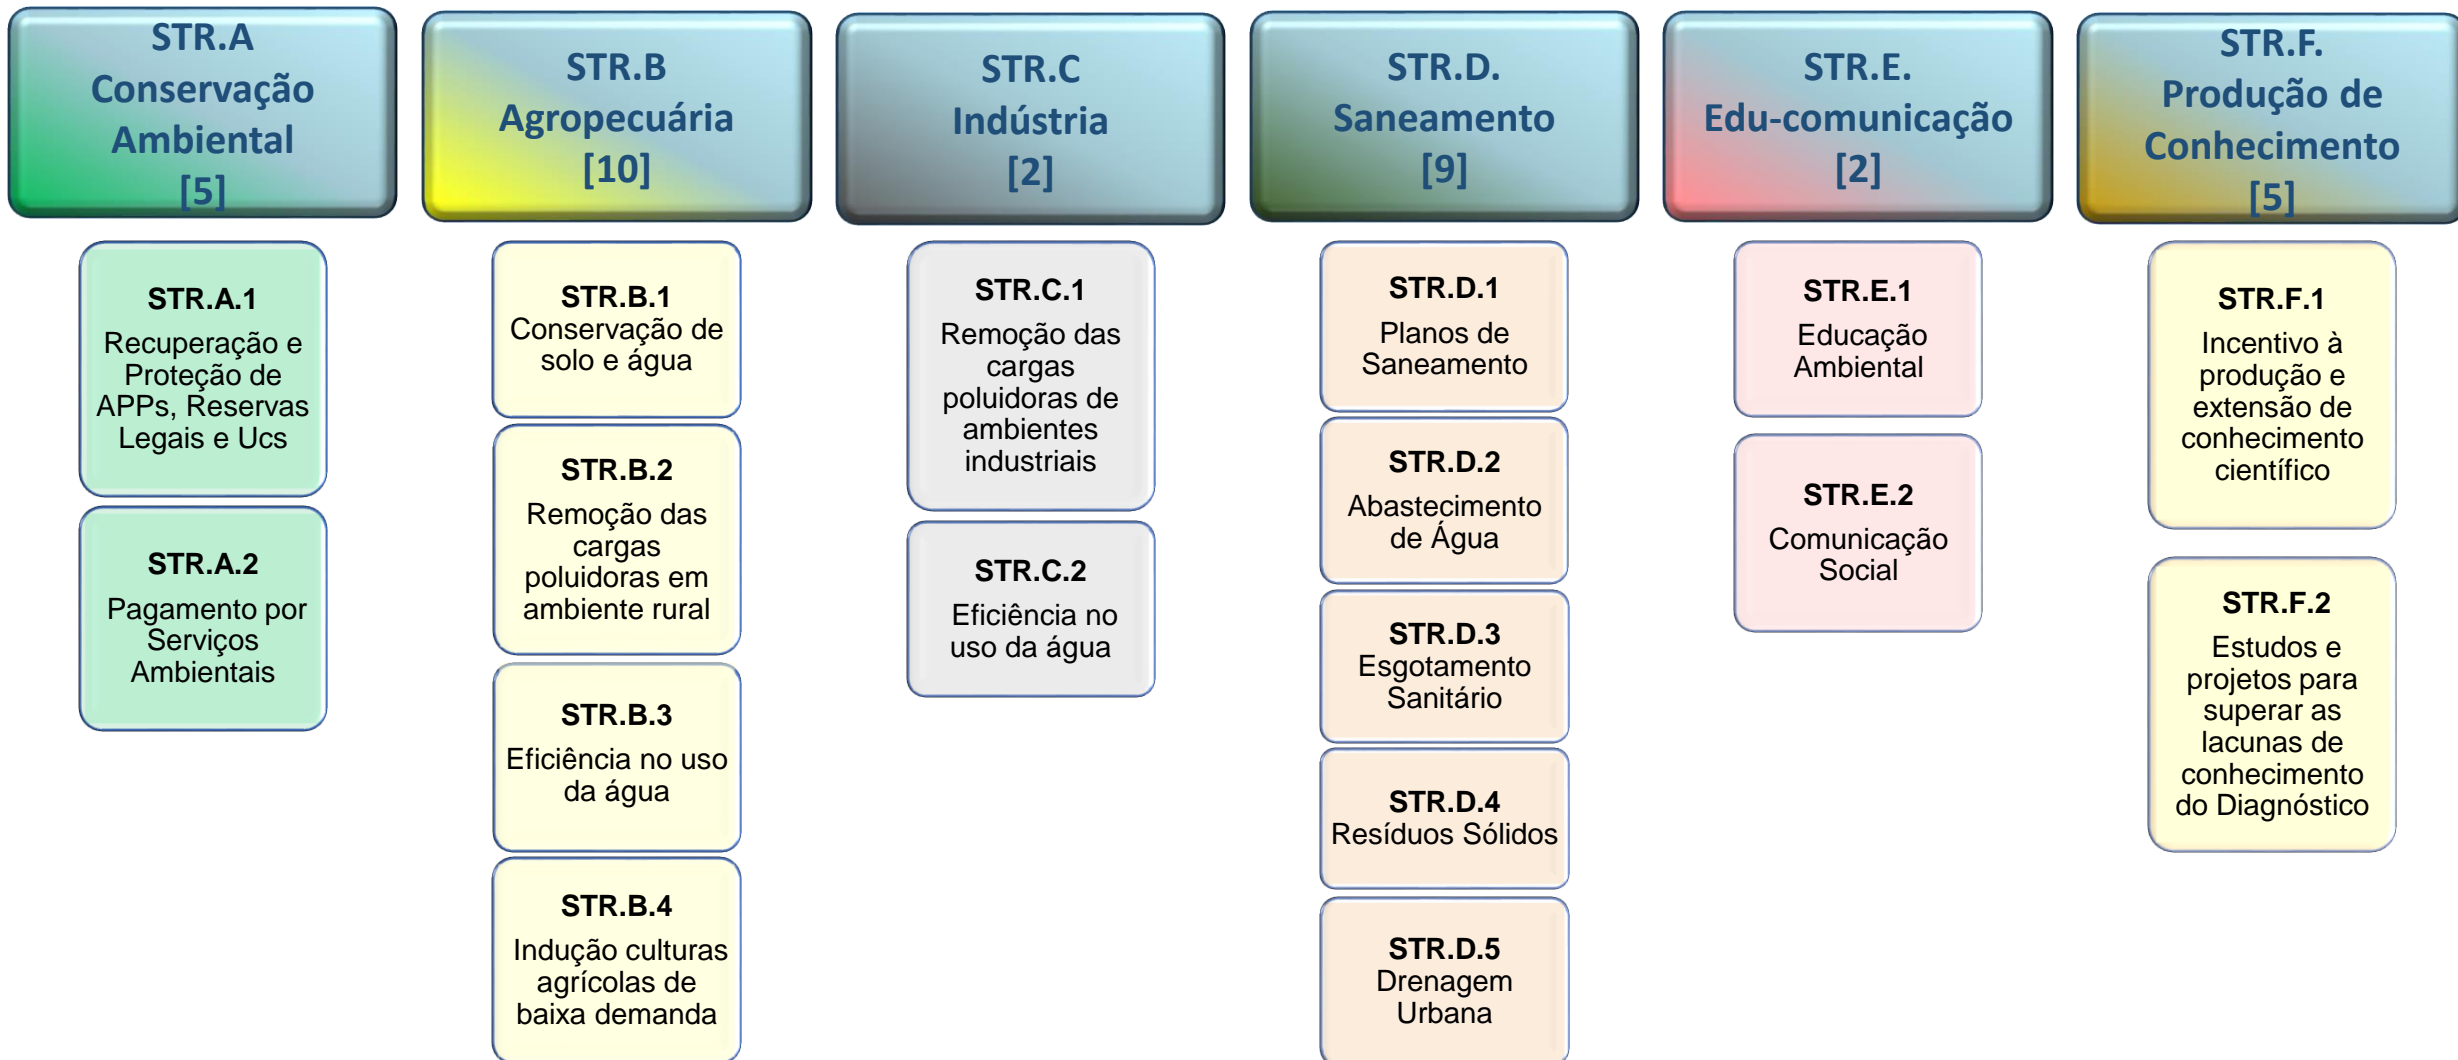 STR.A
Conservação
Ambiental
[5]
STR.A.1
Recuperação e
Proteção de
APPs, Reservas
Legais e Ucs
STR.A.2
Pagamento por
Serviços
Ambientais
STR.B
Agropecuária
[10]
STR.B.1
Conservação de
solo e água
STR.B.2
Remoção das
cargas
poluidoras em
ambiente rural
STR.B.3
Eficiência no uso
da água
STR.B.4
Indução culturas
agrícolas de
baixa demanda
STR.C
Indústria
[2]
STR.C.1
Remoção das
cargas
poluidoras de
ambientes
industriais
STR.C.2
Eficiência no
uso da água
STR.D.
Saneamento
[9]
STR.D.1
Planos de
Saneamento
STR.D.2
Abastecimento
de Água
STR.D.3
Esgotamento
Sanitário
STR.D.4
Resíduos Sólidos
STR.D.5
Drenagem
Urbana
STR.E.
Edu-comunicação
[2]
STR.E.1
Educação
Ambiental
STR.E.2
Comunicação
Social
STR.F.
Produção de
Conhecimento
[5]
STR.F.1
Incentivo à
produção e
extensão de
conhecimento
científico
STR.F.2
Estudos e
projetos para
superar as
lacunas de
conhecimento
do Diagnóstico